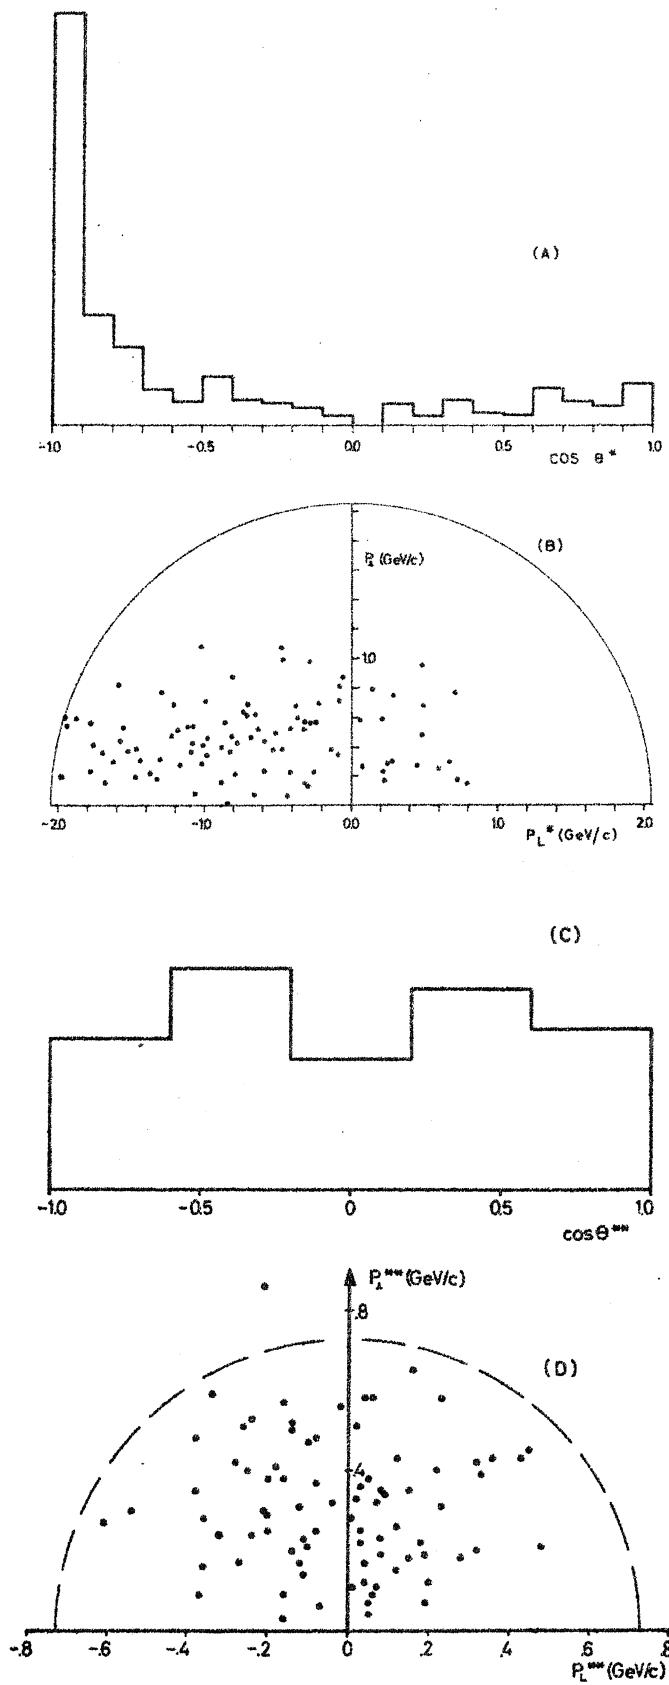 (A)
-1.0 -0.5 0.0 0.5 1.0
COS θ*
(B)
P⊥ (GeV/c)
1.0
-2.0 -1.0 0.0 1.0 2.0
P_L* (GeV/c)
(C)
-1.0 -0.5 0 0.5 1.0
cosθ**
P⊥** (GeV/c)
.8
(D)
.4
-.8 -.6 -.4 -.2 0 .2 .4 .6 .8
P_L** (GeV/c)